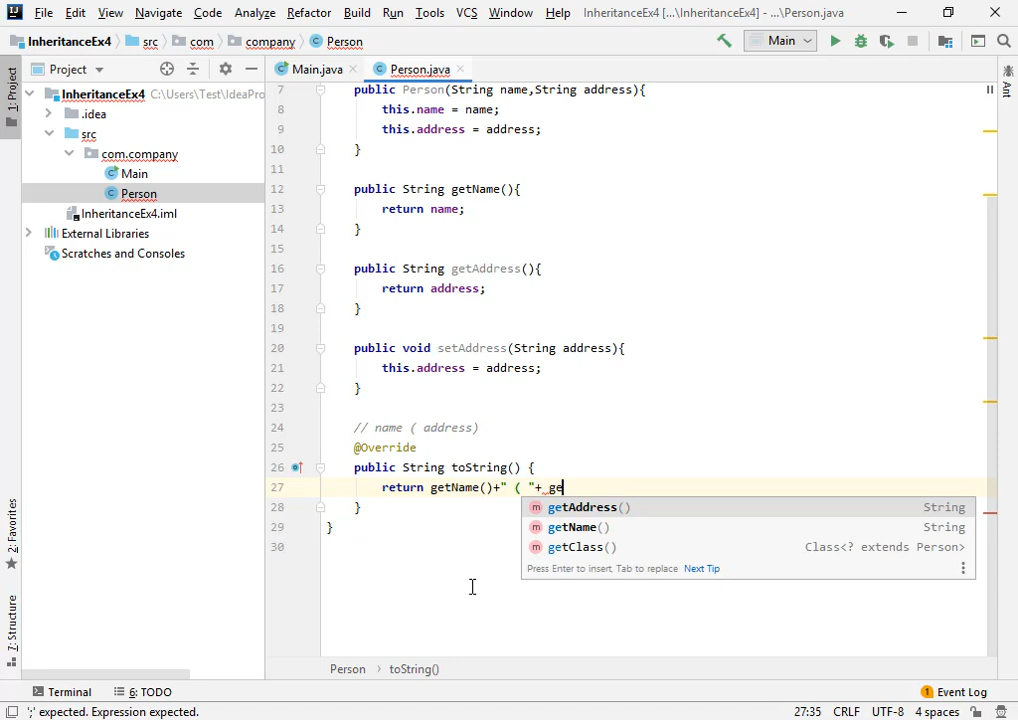 File Edit View Navigate Code Analyze Refactor Build Run Tools VCS Window Help InheritanceEx4 [...\InheritanceEx4] - ...\Person.java
InheritanceEx4 src com company Person Main
1: Project
Project
Main.java
Person.java
Ant
InheritanceEx4 C:\Users\Test\IdeaPro
.idea
src
com.company
Main
Person
InheritanceEx4.iml
External Libraries
Scratches and Consoles
7 public Person(String name,String address){
8 this.name = name;
9 this.address = address;
10 }
11
12 public String getName(){
13 return name;
14 }
15
16 public String getAddress(){
17 return address;
18 }
19
20 public void setAddress(String address){
21 this.address = address;
22 }
23
24 // name ( address)
25 @Override
26 public String toString() {
27 return getName()+" ( "+ ge
28 }
29 }
30
m getAddress() String
m getName() String
m getClass() Class<? extends Person>
Press Enter to insert, Tab to replace Next Tip
2: Favorites
7: Structure
Person toString()
Terminal 6: TODO 1 Event Log
';' expected. Expression expected. 27:35 CRLF UTF-8 4 spaces